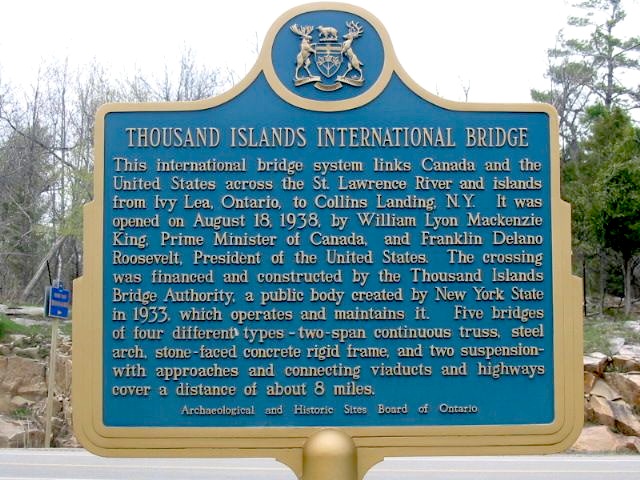 THOUSAND ISLANDS INTERNATIONAL BRIDGE
This international bridge system links Canada and the
United States across the St. Lawrence River and islands
from Ivy Lea, Ontario, to Collins Landing, N.Y. It was
opened on August 18, 1938, by William Lyon Mackenzie
King, Prime Minister of Canada, and Franklin Delano
Roosevelt, President of the United States. The crossing
was financed and constructed by the Thousand Islands
Bridge Authority, a public body created by New York State
in 1933, which operates and maintains it. Five bridges
of four different types - two-span continuous truss, steel
arch, stone-faced concrete rigid frame, and two suspension-
with approaches and connecting viaducts and highways
cover a distance of about 8 miles.
Archaeological and Historic Sites Board of Ontario